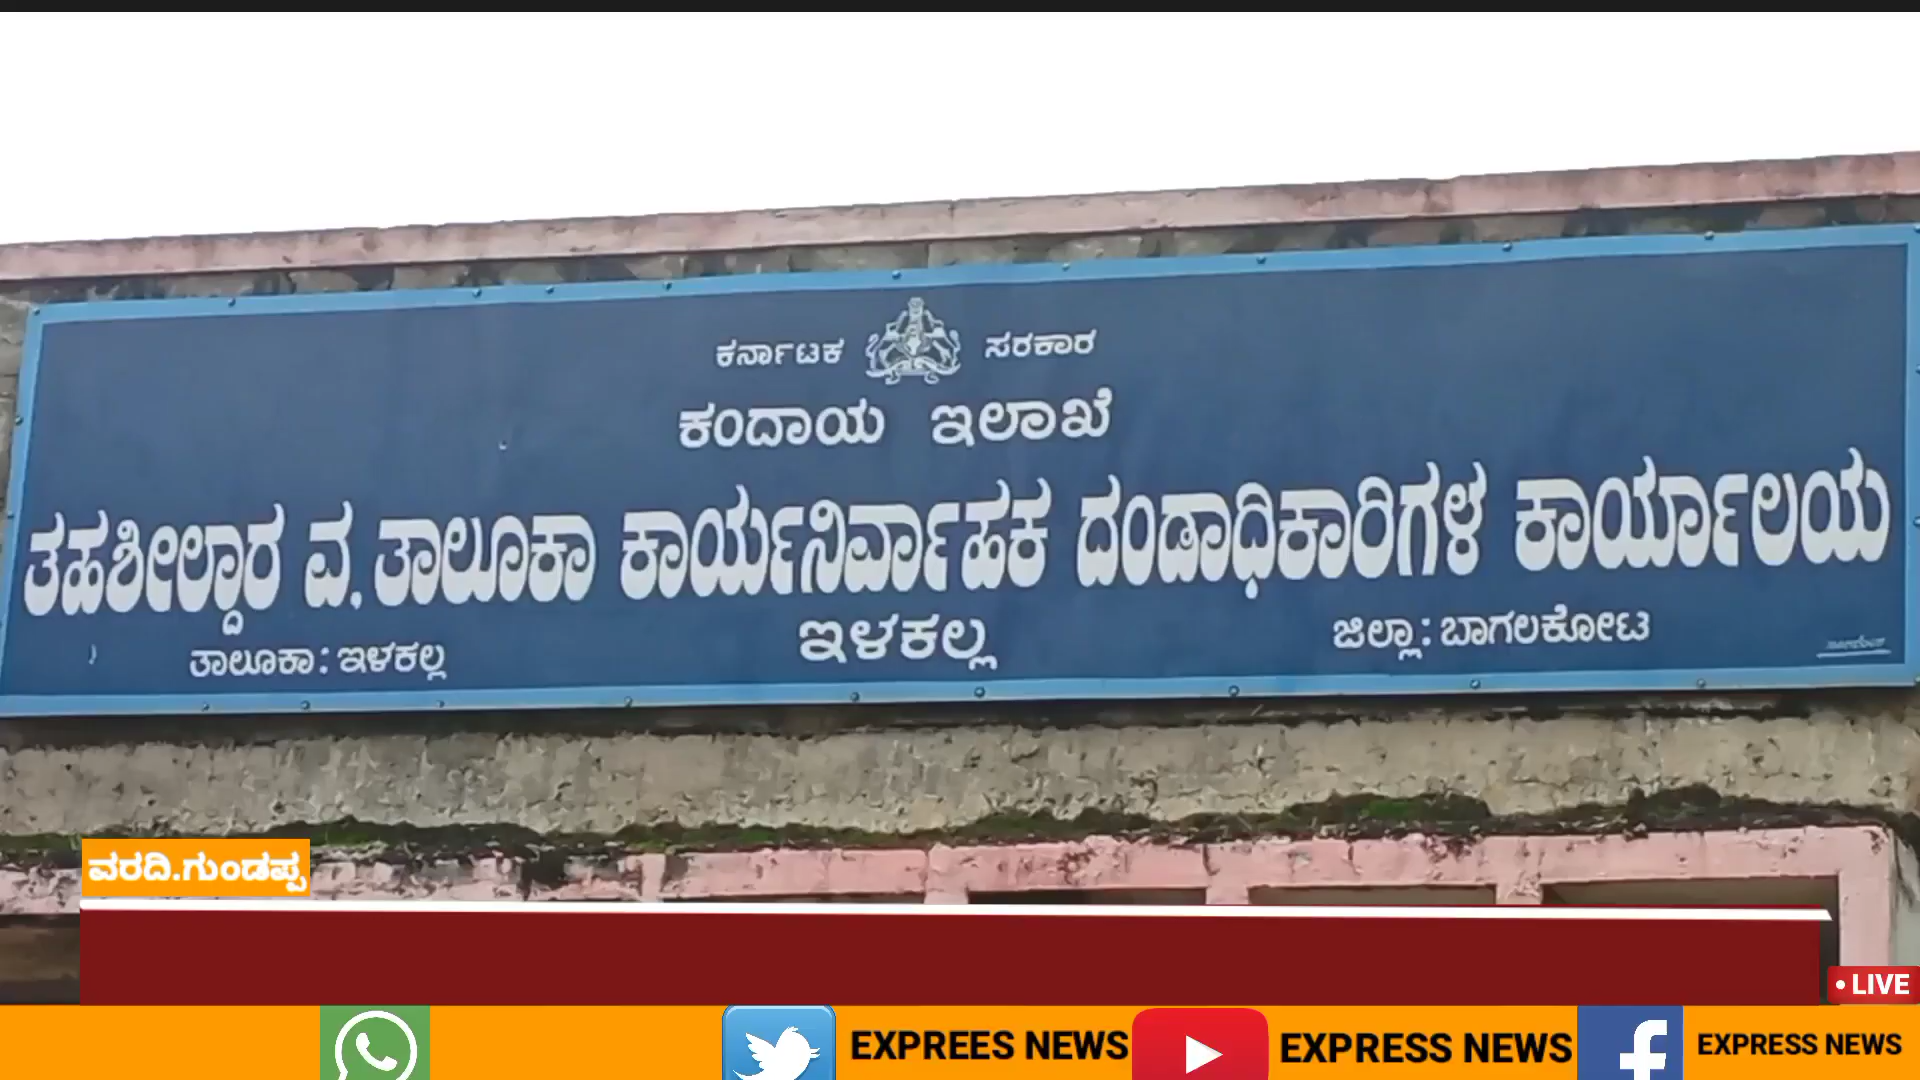 ಕರ್ನಾಟಕ ಸರಕಾರ
ಕಂದಾಯ ಇಲಾಖೆ
ತಹಶೀಲ್ದಾರ ವ. ತಾಲೂಕಾ ಕಾರ್ಯನಿರ್ವಾಹಕ ದಂಡಾಧಿಕಾರಿಗಳ ಕಾರ್ಯಾಲಯ
ಇಳಕಲ್ಲ
ತಾಲೂಕಾ: ಇಳಕಲ್ಲ ಜಿಲ್ಲಾ: ಬಾಗಲಕೋಟ
ವರದಿ.ಗುಂಡಪ್ಪ
• LIVE
EXPREES NEWS EXPRESS NEWS EXPRESS NEWS